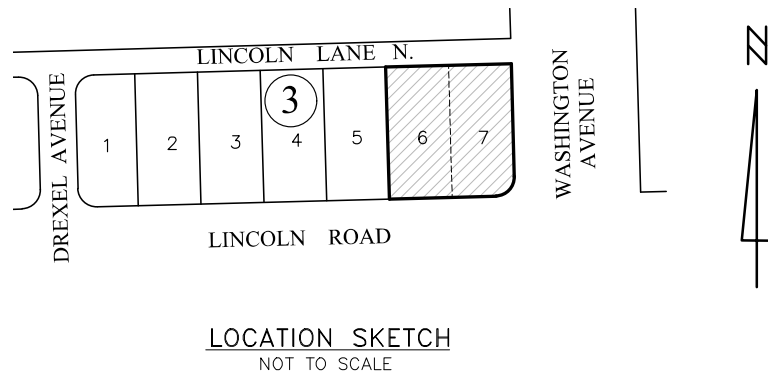 LINCOLN LANE N.
N
DREXEL AVENUE
1
2
3
3
4
5
6
7
WASHINGTON
AVENUE
LINCOLN ROAD
LOCATION SKETCH
NOT TO SCALE